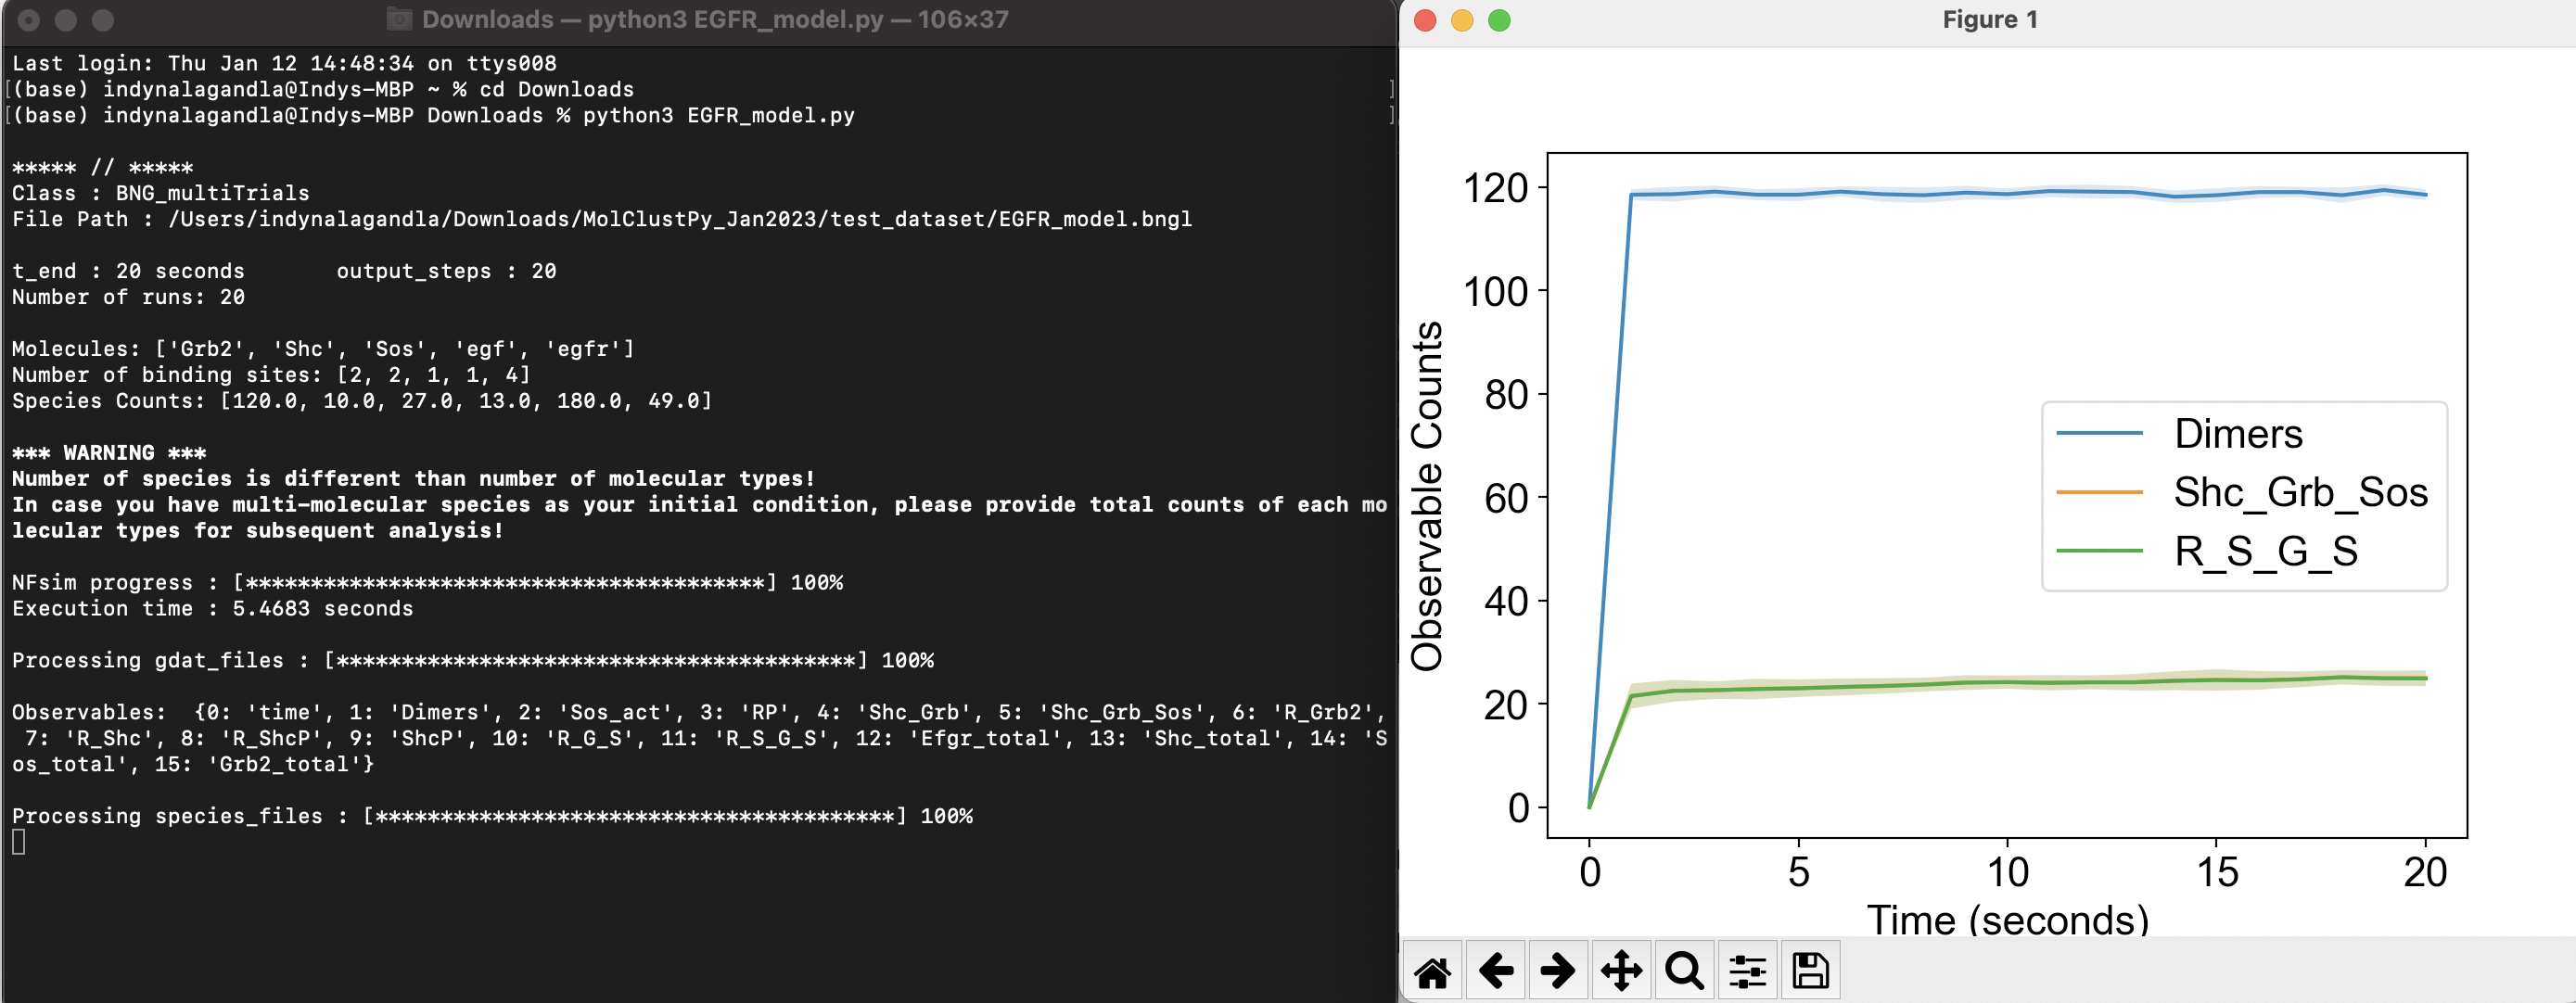 Downloads — python3 EGFR_model.py — 106×37
Last login: Thu Jan 12 14:48:34 on ttys008
[(base) indynalagandla@Indys-MBP ~ % cd Downloads ]
[(base) indynalagandla@Indys-MBP Downloads % python3 EGFR_model.py ]
***** // *****
Class : BNG_multiTrials
File Path : /Users/indynalagandla/Downloads/MolClustPy_Jan2023/test_dataset/EGFR_model.bngl
t_end : 20 seconds output_steps : 20
Number of runs: 20
Molecules: ['Grb2', 'Shc', 'Sos', 'egf', 'egfr']
Number of binding sites: [2, 2, 1, 1, 4]
Species Counts: [120.0, 10.0, 27.0, 13.0, 180.0, 49.0]
*** WARNING ***
Number of species is different than number of molecular types!
In case you have multi-molecular species as your initial condition, please provide total counts of each mo
lecular types for subsequent analysis!
NFsim progress : [****************************************] 100%
Execution time : 5.4683 seconds
Processing gdat_files : [****************************************] 100%
Observables:  {0: 'time', 1: 'Dimers', 2: 'Sos_act', 3: 'RP', 4: 'Shc_Grb', 5: 'Shc_Grb_Sos', 6: 'R_Grb2',
 7: 'R_Shc', 8: 'R_ShcP', 9: 'ShcP', 10: 'R_G_S', 11: 'R_S_G_S', 12: 'Efgr_total', 13: 'Shc_total', 14: 'S
os_total', 15: 'Grb2_total'}
Processing species_files : [****************************************] 100%
Figure 1
120
100
80
60
40
20
0
Observable Counts
Dimers
Shc_Grb_Sos
R_S_G_S
0 5 10 15 20
Time (seconds)